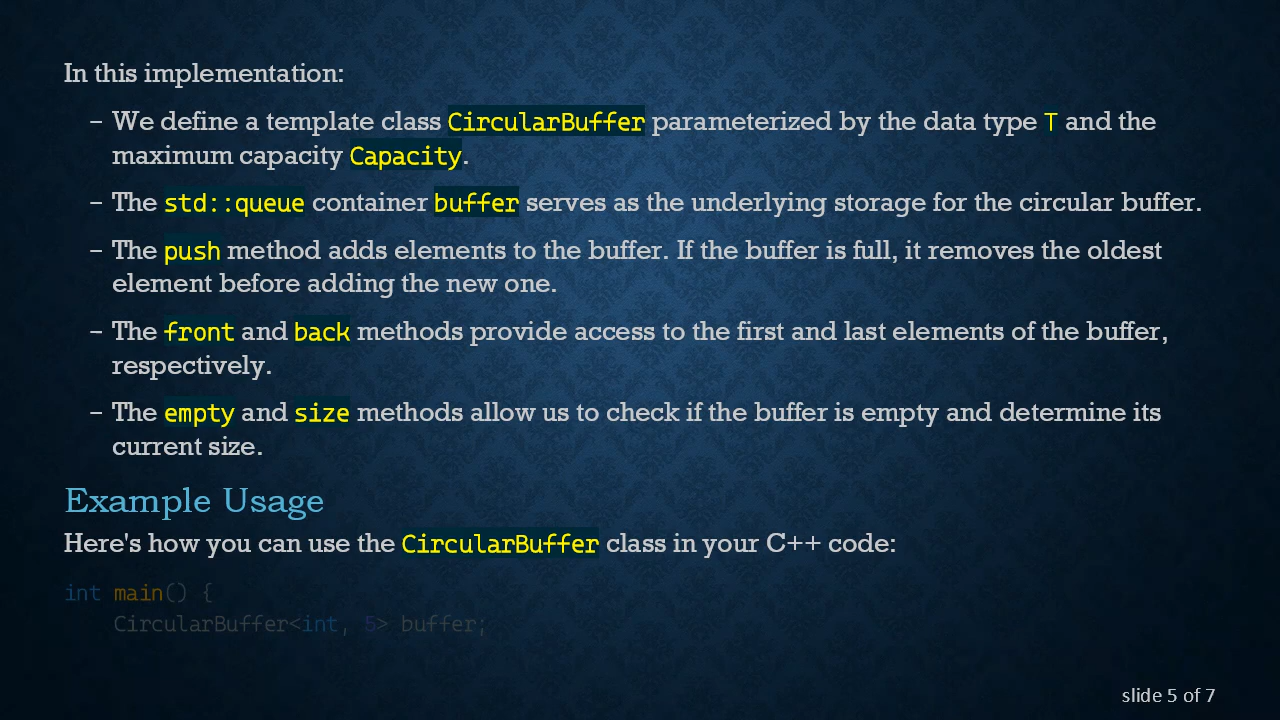 In this implementation:
– We define a template class CircularBuffer parameterized by the data type T and the
maximum capacity Capacity.
– The std::queue container buffer serves as the underlying storage for the circular buffer.
– The push method adds elements to the buffer. If the buffer is full, it removes the oldest
element before adding the new one.
– The front and back methods provide access to the first and last elements of the buffer,
respectively.
– The empty and size methods allow us to check if the buffer is empty and determine its
current size.
Example Usage
Here's how you can use the CircularBuffer class in your C++ code:
int main() {
    CircularBuffer<int, 5> buffer;
slide 5 of 7